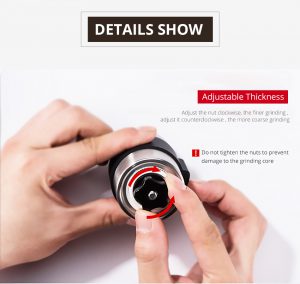 DETAILS SHOW
Adjustable Thickness
Adjust the nut clockwise, the finer grinding ,
adjust it counterclockwise , the more coarse grinding
! Do not tighten the nuts to prevent
damage to the grinding core